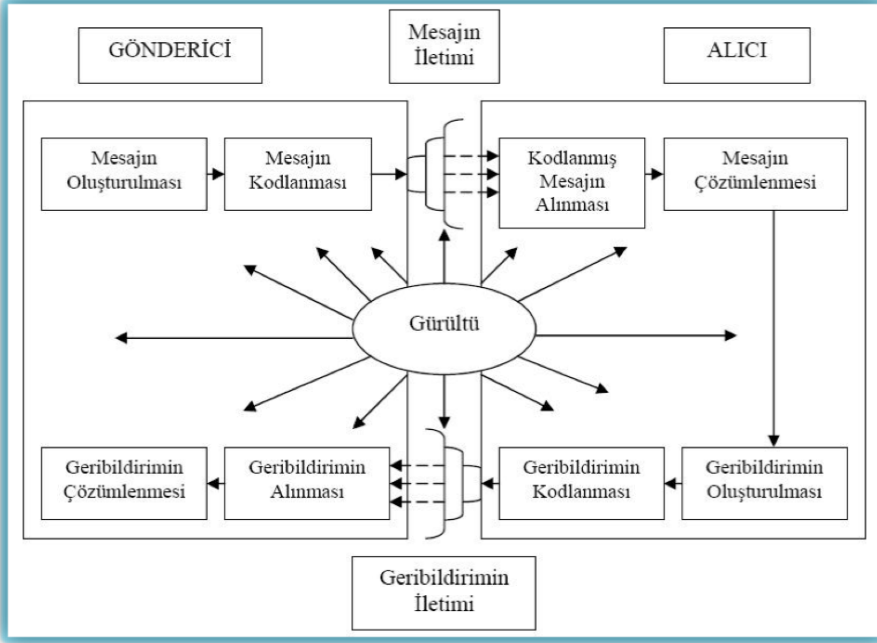 GÖNDERİCİ
Mesajın
İletimi
ALICI
Mesajın
Oluşturulması
Mesajın
Kodlanması
Kodlanmış
Mesajın
Alınması
Mesajın
Çözümlenmesi
Gürültü
Geribildirimin
Çözümlenmesi
Geribildirimin
Alınması
Geribildirimin
Kodlanması
Geribildirimin
Oluşturulması
Geribildirimin
İletimi